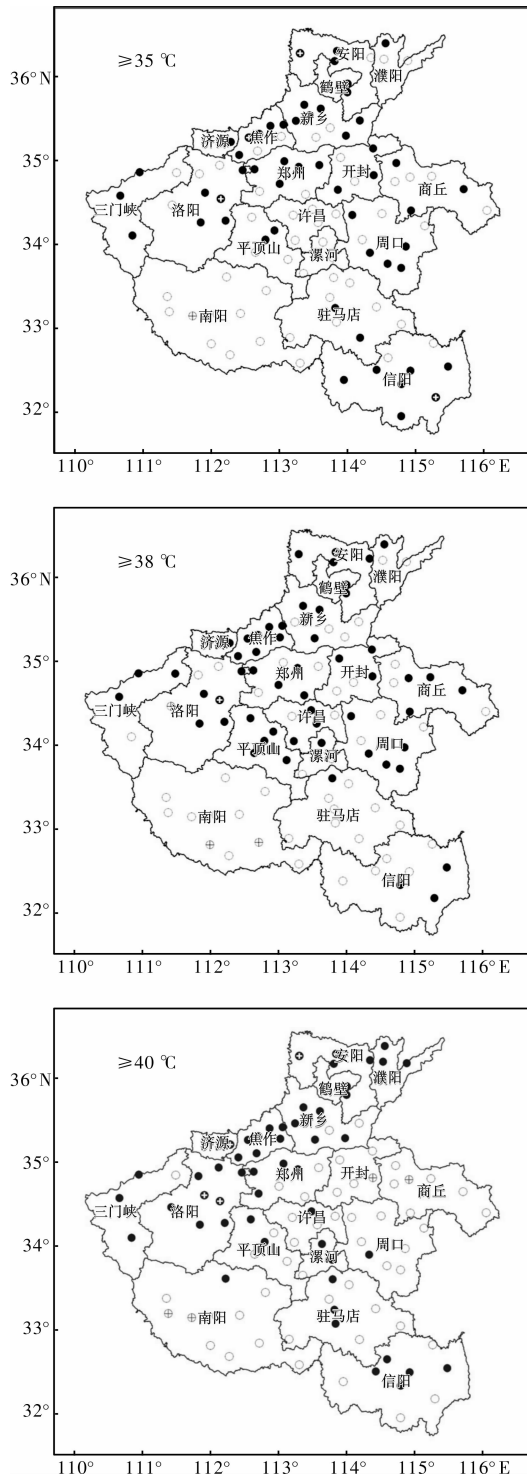 ≥35 ℃
36°N
35°
34°
33°
32°
安阳
濮阳
鹤壁
新乡
焦作
济源
郑州
开封
商丘
三门峡
洛阳
许昌
平顶山
漯河
周口
南阳
驻马店
信阳
110° 111° 112° 113° 114° 115° 116°E
≥38 ℃
36°N
35°
34°
33°
32°
安阳
濮阳
鹤壁
新乡
焦作
济源
郑州
开封
商丘
三门峡
洛阳
许昌
平顶山
漯河
周口
南阳
驻马店
信阳
110° 111° 112° 113° 114° 115° 116°E
≥40 ℃
36°N
35°
34°
33°
32°
安阳
濮阳
鹤壁
新乡
焦作
济源
郑州
开封
商丘
三门峡
洛阳
许昌
平顶山
漯河
周口
南阳
驻马店
信阳
110° 111° 112° 113° 114° 115° 116°E